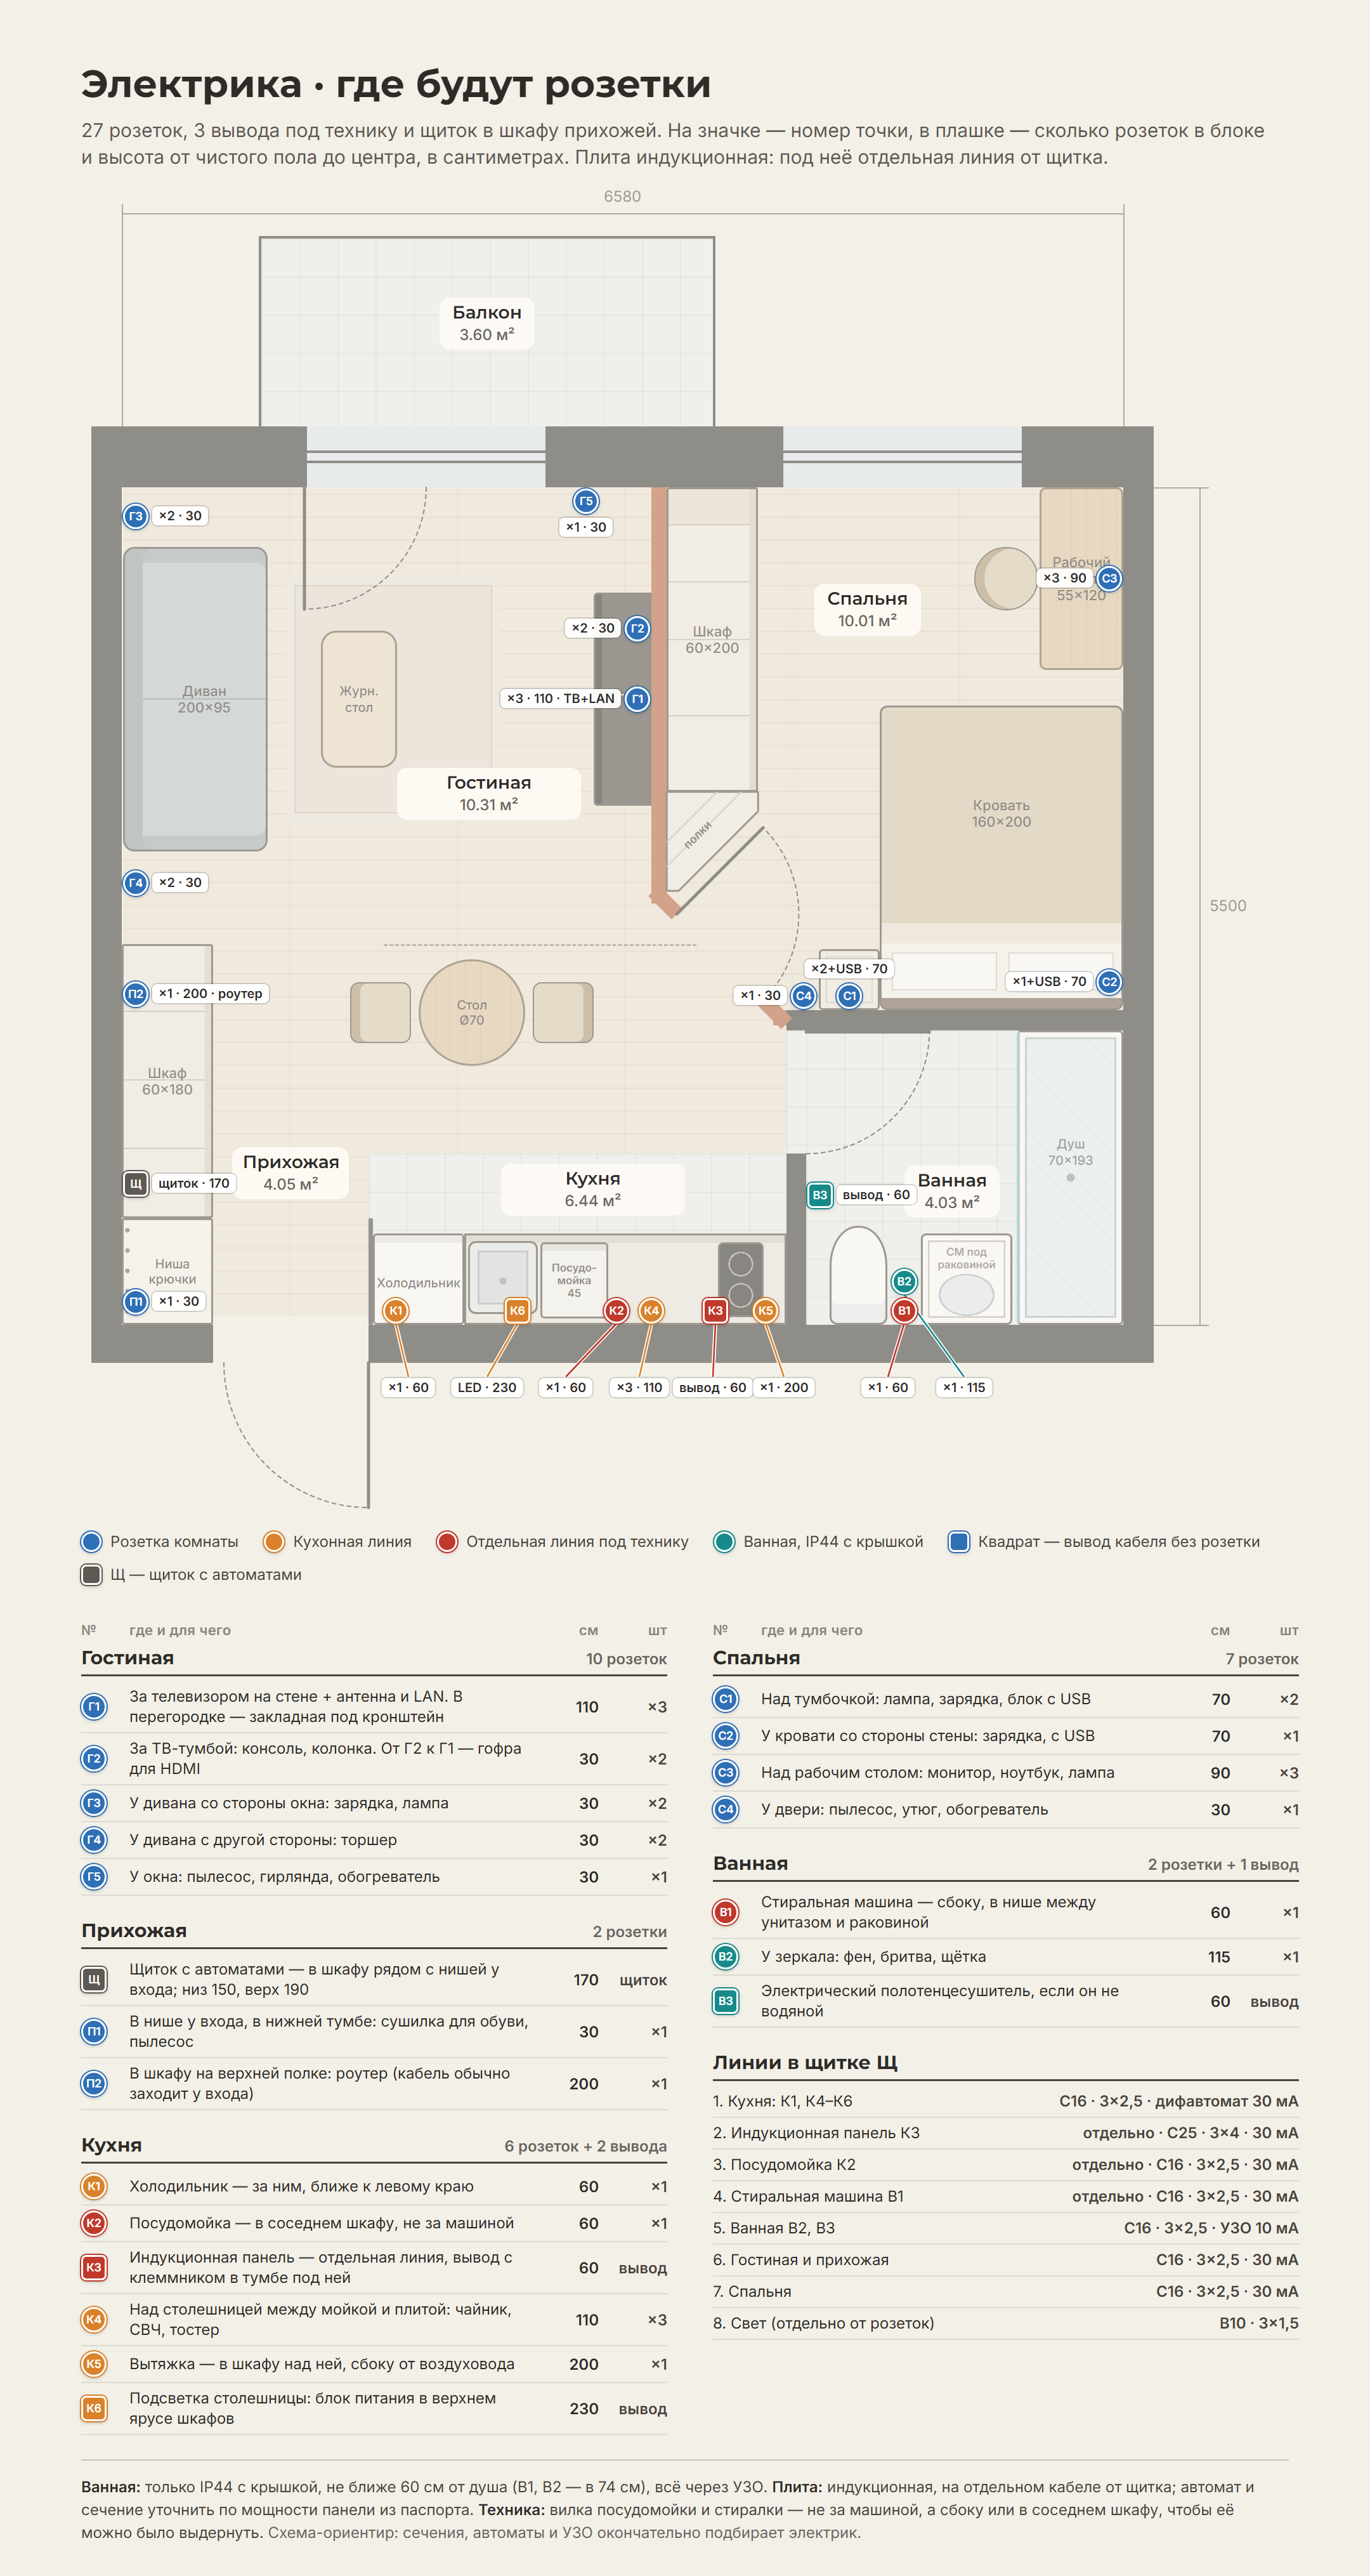 Электрика · где будут розетки
27 розеток, 3 вывода под технику и щиток в шкафу прихожей. На значке — номер точки, в плашке — сколько розеток в блоке
и высота от чистого пола до центра, в сантиметрах. Плита индукционная: под неё отдельная линия от щитка.
6580
Балкон
3.60 м²
Г3 ×2 · 30
Г5
×1 · 30
Рабочий
×3 · 90 С3
55×120
Спальня
10.01 м²
×2 · 30 Г2
Шкаф
60×200
Диван
200×95
Журн.
стол
×3 · 110 · ТВ+LAN Г1
Гостиная
10.31 м²
Кровать
160×200
полки
Г4 ×2 · 30
5500
×2+USB · 70
×1+USB · 70 С2
П2 ×1 · 200 · роутер
×1 · 30 С4 С1
Стол
Ø70
Шкаф
60×180
Душ
70×193
Прихожая
4.05 м²
Щ щиток · 170
Кухня
6.44 м²
В3 вывод · 60
Ванная
4.03 м²
Ниша
крючки
П1 ×1 · 30
Холодильник
Посудо-
мойка
45
СМ под
раковиной
В2
К1 К6 К2 К4 К3 К5 В1
×1 · 60 LED · 230 ×1 · 60 ×3 · 110 вывод · 60 ×1 · 200 ×1 · 60 ×1 · 115
Розетка комнаты Кухонная линия Отдельная линия под технику Ванная, IP44 с крышкой Квадрат — вывод кабеля без розетки
Щ — щиток с автоматами
№ где и для чего см шт
Гостиная 10 розеток
Г1 За телевизором на стене + антенна и LAN. В
перегородке — закладная под кронштейн 110 ×3
Г2 За ТВ-тумбой: консоль, колонка. От Г2 к Г1 — гофра
для HDMI 30 ×2
Г3 У дивана со стороны окна: зарядка, лампа 30 ×2
Г4 У дивана с другой стороны: торшер 30 ×2
Г5 У окна: пылесос, гирлянда, обогреватель 30 ×1
Прихожая 2 розетки
Щ Щиток с автоматами — в шкафу рядом с нишей у
входа; низ 150, верх 190 170 щиток
П1 В нише у входа, в нижней тумбе: сушилка для обуви,
пылесос 30 ×1
П2 В шкафу на верхней полке: роутер (кабель обычно
заходит у входа) 200 ×1
Кухня 6 розеток + 2 вывода
К1 Холодильник — за ним, ближе к левому краю 60 ×1
К2 Посудомойка — в соседнем шкафу, не за машиной 60 ×1
К3 Индукционная панель — отдельная линия, вывод с
клеммником в тумбе под ней 60 вывод
К4 Над столешницей между мойкой и плитой: чайник,
СВЧ, тостер 110 ×3
К5 Вытяжка — в шкафу над ней, сбоку от воздуховода 200 ×1
К6 Подсветка столешницы: блок питания в верхнем
ярусе шкафов 230 вывод
№ где и для чего см шт
Спальня 7 розеток
С1 Над тумбочкой: лампа, зарядка, блок с USB 70 ×2
С2 У кровати со стороны стены: зарядка, с USB 70 ×1
С3 Над рабочим столом: монитор, ноутбук, лампа 90 ×3
С4 У двери: пылесос, утюг, обогреватель 30 ×1
Ванная 2 розетки + 1 вывод
В1 Стиральная машина — сбоку, в нише между
унитазом и раковиной 60 ×1
В2 У зеркала: фен, бритва, щётка 115 ×1
В3 Электрический полотенцесушитель, если он не
водяной 60 вывод
Линии в щитке Щ
1. Кухня: К1, К4–К6 С16 · 3×2,5 · дифавтомат 30 мА
2. Индукционная панель К3 отдельно · С25 · 3×4 · 30 мА
3. Посудомойка К2 отдельно · С16 · 3×2,5 · 30 мА
4. Стиральная машина В1 отдельно · С16 · 3×2,5 · 30 мА
5. Ванная В2, В3 С16 · 3×2,5 · УЗО 10 мА
6. Гостиная и прихожая С16 · 3×2,5 · 30 мА
7. Спальня С16 · 3×2,5 · 30 мА
8. Свет (отдельно от розеток) В10 · 3×1,5
Ванная: только IP44 с крышкой, не ближе 60 см от душа (В1, В2 — в 74 см), всё через УЗО. Плита: индукционная, на отдельном кабеле от щитка; автомат и
сечение уточнить по мощности панели из паспорта. Техника: вилка посудомойки и стиралки — не за машиной, а сбоку или в соседнем шкафу, чтобы её
можно было выдернуть. Схема-ориентир: сечения, автоматы и УЗО окончательно подбирает электрик.